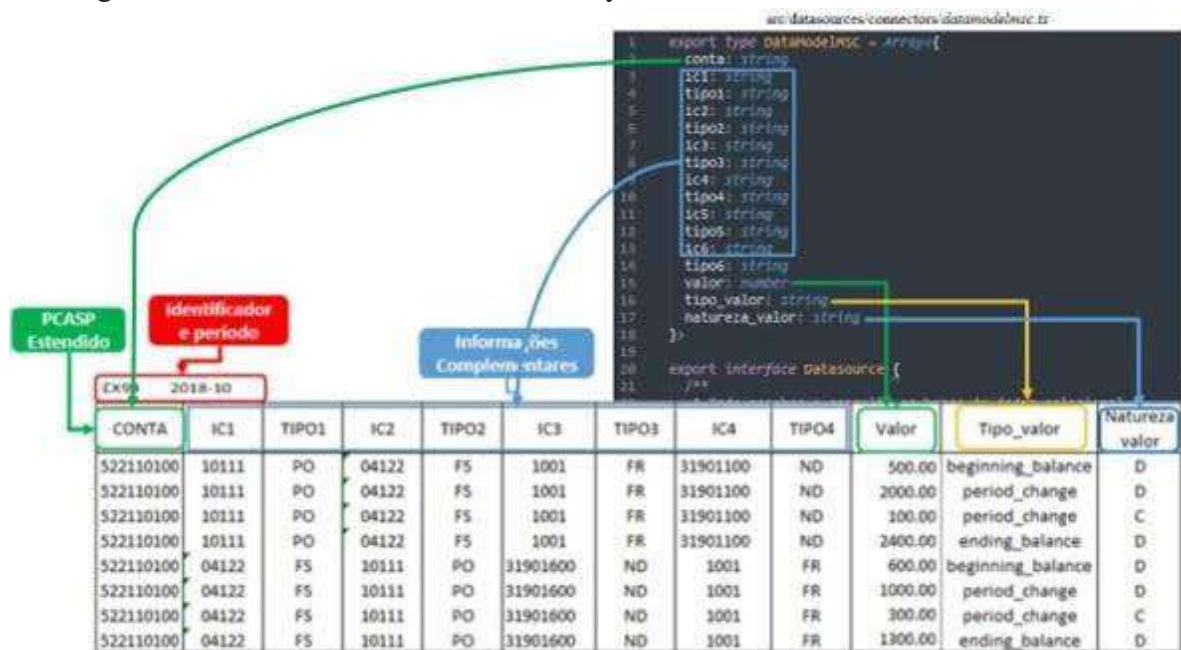 src/datasources/connectors/datamodelmsc.ts
1 export type DataModelMSC = Array<{
2 conta: string
3 ic1: string
4 tipo1: string
5 ic2: string
6 tipo2: string
7 ic3: string
8 tipo3: string
9 ic4: string
10 tipo4: string
11 ic5: string
12 tipo5: string
13 ic6: string
14 tipo6: string
15 valor: number
16 tipo_valor: string
17 natureza_valor: string
18 }>
19
20 export interface Datasource {
21 /**
PCASP
Estendido
Identificador
e período
Informações
Complementares
2018-10
CONTA IC1 TIPO1 IC2 TIPO2 IC3 TIPO3 IC4 TIPO4 Valor Tipo_valor Natureza valor
522110100 10111 PO 04122 FS 1001 FR 31901100 ND 500.00 beginning_balance D
522110100 10111 PO 04122 FS 1001 FR 31901100 ND 2000.00 period_change D
522110100 10111 PO 04122 FS 1001 FR 31901100 ND 100.00 period_change C
522110100 10111 PO 04122 FS 1001 FR 31901100 ND 2400.00 ending_balance D
522110100 04122 FS 10111 PO 31901600 ND 1001 FR 600.00 beginning_balance D
522110100 04122 FS 10111 PO 31901600 ND 1001 FR 1000.00 period_change D
522110100 04122 FS 10111 PO 31901600 ND 1001 FR 300.00 period_change C
522110100 04122 FS 10111 PO 31901600 ND 1001 FR 1300.00 ending_balance D